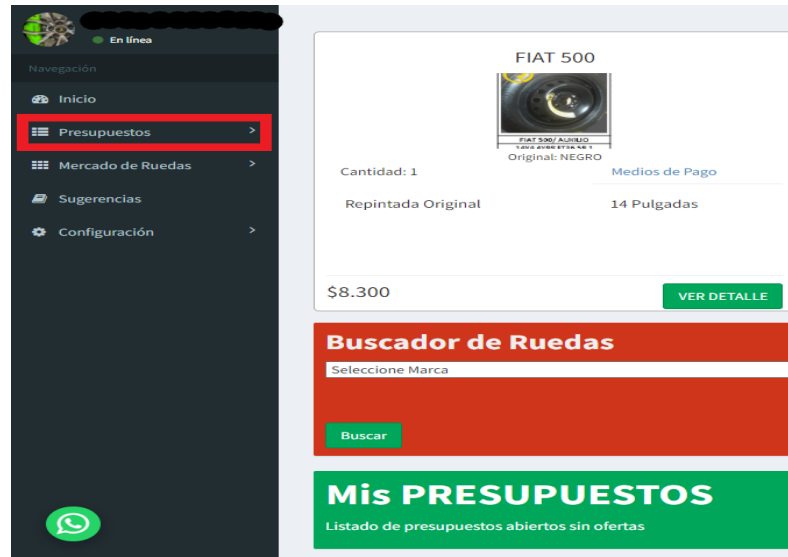 En línea
Navegación
Inicio
Presupuestos
Mercado de Ruedas
Sugerencias
Configuración
FIAT 500
FIAT 500/ AUXILIO
Original: NEGRO
Cantidad: 1
Medios de Pago
Repintada Original
14 Pulgadas
$8.300
VER DETALLE
Buscador de Ruedas
Seleccione Marca
Buscar
Mis PRESUPUESTOS
Listado de presupuestos abiertos sin ofertas